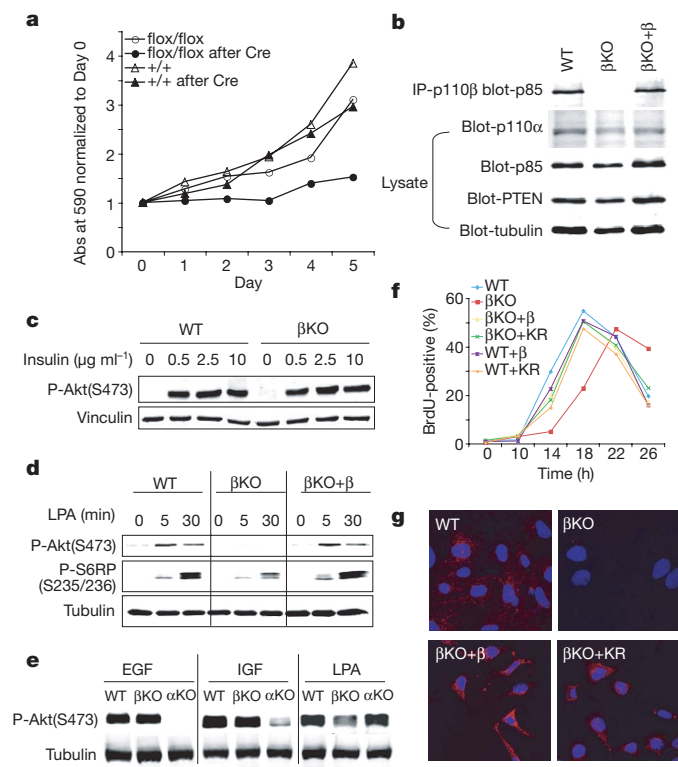 a
flox/flox
flox/flox after Cre
+/+
+/+ after Cre
Abs at 590 normalized to Day 0
5
4
3
2
1
0
0 1 2 3 4 5
Day
b
WT βKO βKO+β
IP-p110β blot-p85
Blot-p110α
Blot-p85
Lysate
Blot-PTEN
Blot-tubulin
c
WT βKO
Insulin (μg ml⁻¹) 0 0.5 2.5 10 0 0.5 2.5 10
P-Akt(S473)
Vinculin
d
WT βKO βKO+β
LPA (min) 0 5 30 0 5 30 0 5 30
P-Akt(S473)
P-S6RP
(S235/236)
Tubulin
e
EGF IGF LPA
WT βKO αKO WT βKO αKO WT βKO αKO
P-Akt(S473)
Tubulin
f
WT
βKO
βKO+β
βKO+KR
WT+β
WT+KR
BrdU-positive (%)
60
40
20
0
0 10 14 18 22 26
Time (h)
g
WT
βKO
βKO+β
βKO+KR